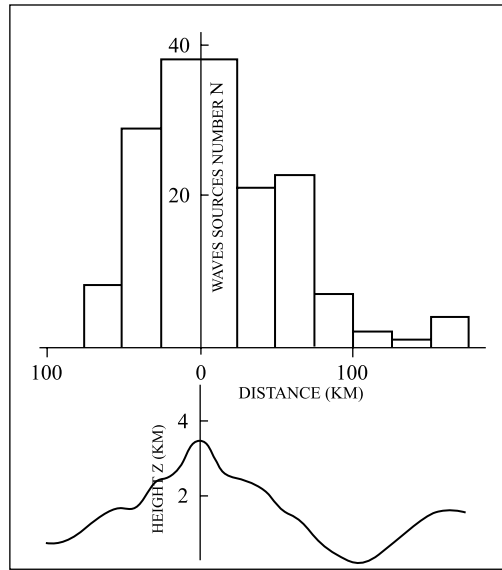 40
WAVES SOURCES NUMBER N
20
100 0 100
DISTANCE (KM)
4
HEIGHT Z (KM)
2